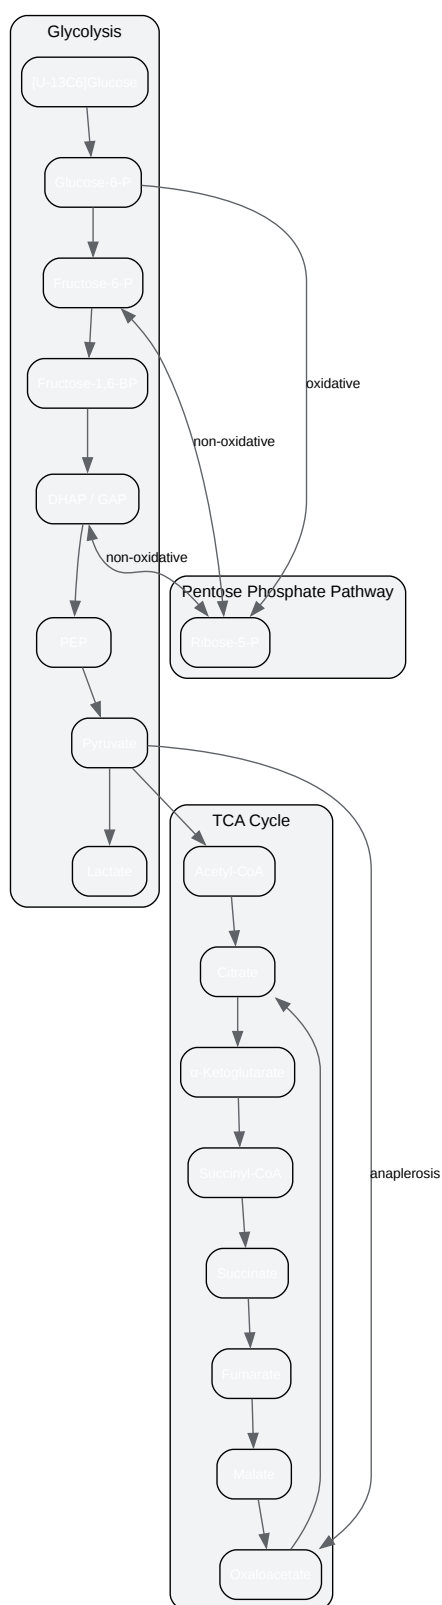 Glycolysis
[U-13C6]Glucose
Glucose-6-P
Fructose-6-P
Fructose-1,6-BP
oxidative
non-oxidative
DHAP / GAP
non-oxidative
Pentose Phosphate Pathway
PEP
Ribose-5-P
Pyruvate
TCA Cycle
Lactate
Acetyl-CoA
Citrate
α-Ketoglutarate
Succinyl-CoA
anaplerosis
Succinate
Fumarate
Malate
Oxaloacetate